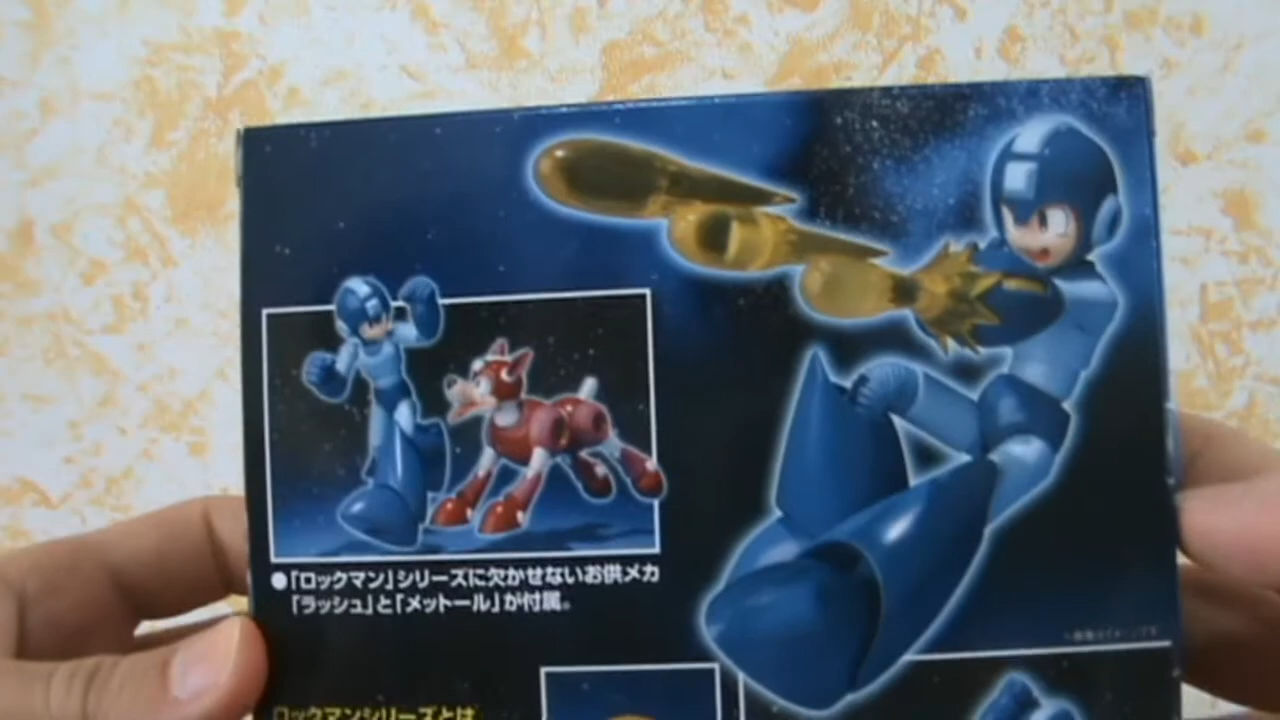 ●「ロックマン」シリーズに欠かせないお供メカ
「ラッシュ」と「メットール」が付属。
ロックマンシリーズとは